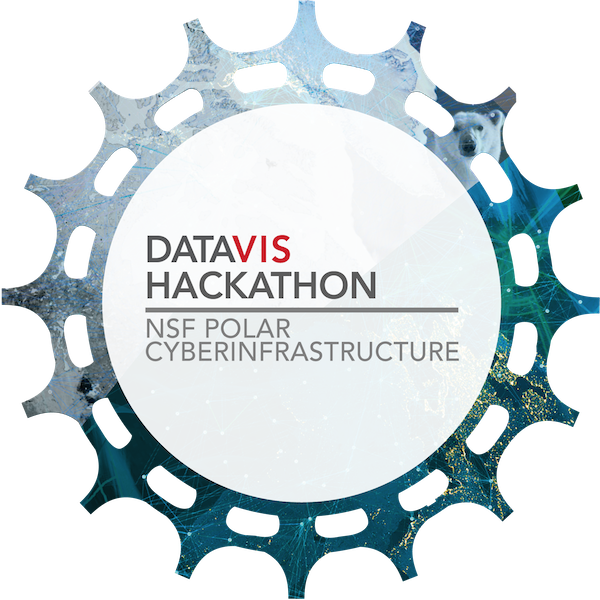 DATAVIS
HACKATHON
NSF POLAR
CYBERINFRASTRUCTURE